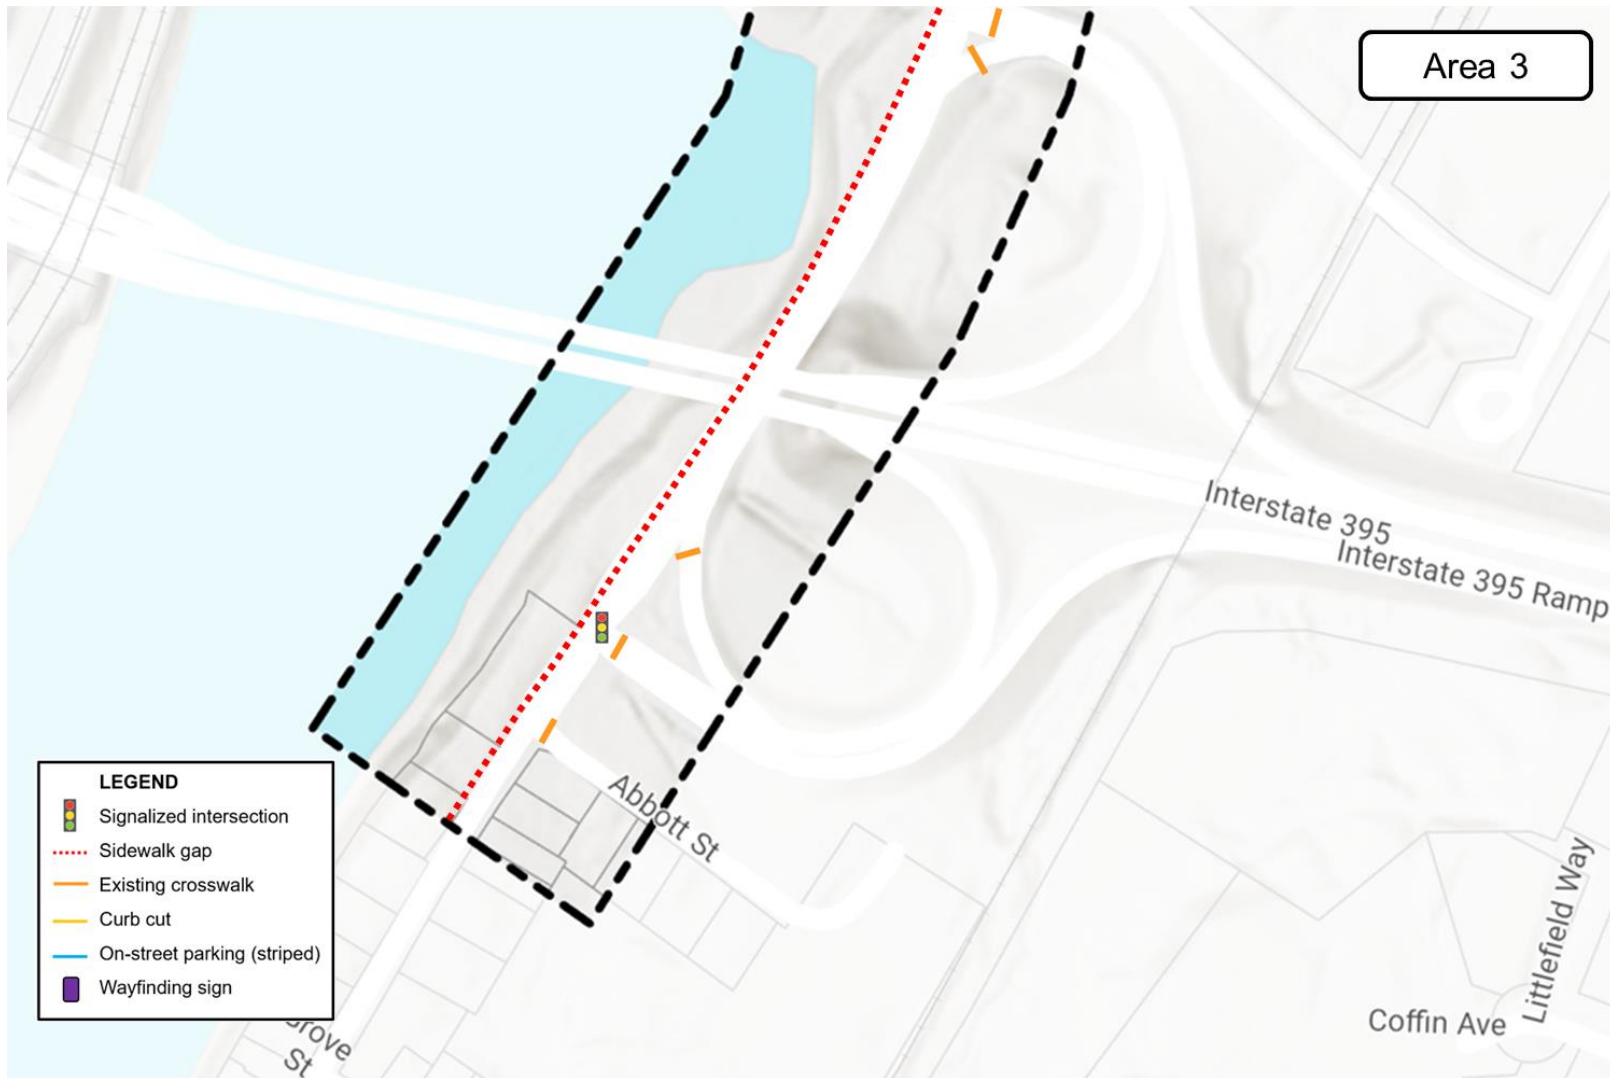 Area 3
Interstate 395
Interstate 395 Ramp
Abbott St
LEGEND
Signalized intersection
Sidewalk gap
Existing crosswalk
Curb cut
On-street parking (striped)
Wayfinding sign
Littlefield Way
Coffin Ave
St